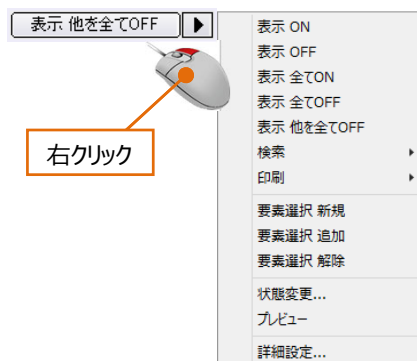 表示 他を全てOFF
右クリック
表示 ON
表示 OFF
表示 全てON
表示 全てOFF
表示 他を全てOFF
検索
印刷
要素選択 新規
要素選択 追加
要素選択 解除
状態変更...
プレビュー
詳細設定...